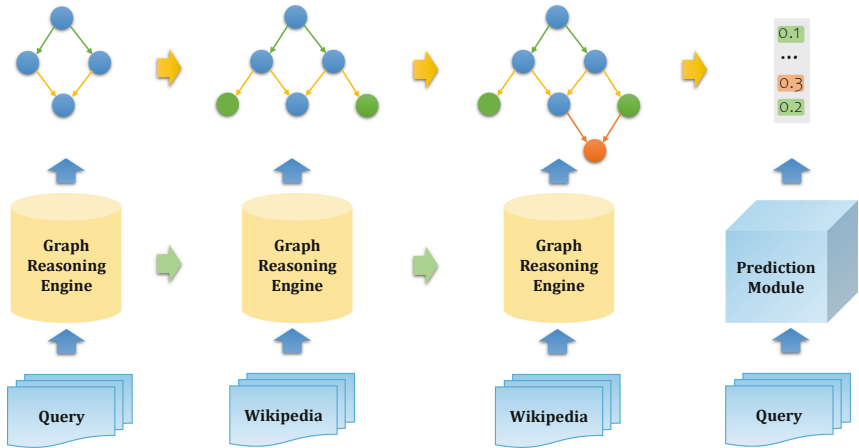 0.1
...
0.3
0.2
Graph
Reasoning
Engine
Graph
Reasoning
Engine
Graph
Reasoning
Engine
Prediction
Module
Query
Wikipedia
Wikipedia
Query